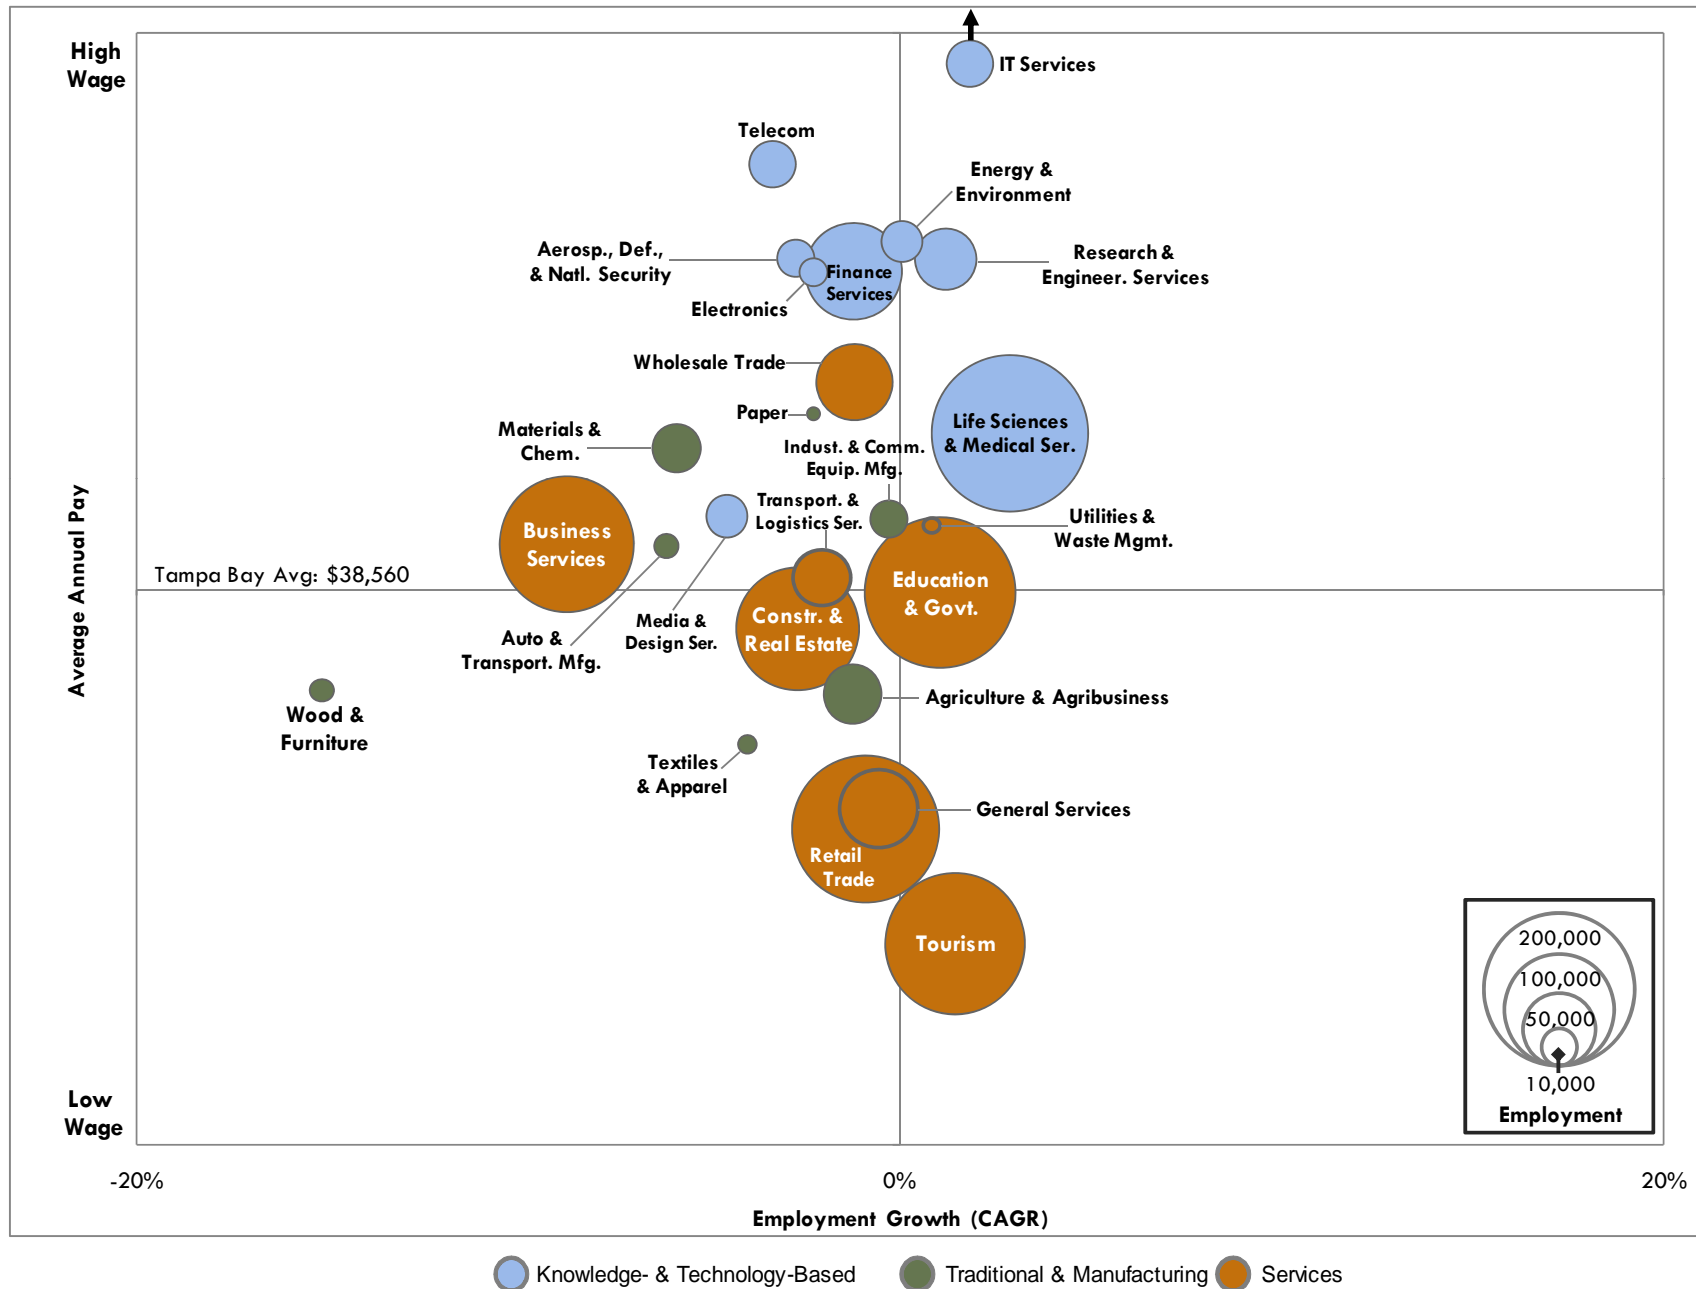 High
Wage
IT Services
Telecom
Energy &
Environment
Aerosp., Def.,
& Natl. Security
Finance
Services
Research &
Engineer. Services
Electronics
Wholesale Trade
Paper
Materials &
Chem.
Indust. & Comm.
Equip. Mfg.
Life Sciences
& Medical Ser.
Transport. &
Logistics Ser.
Utilities &
Waste Mgmt.
Business
Services
Average Annual Pay
Tampa Bay Avg: $38,560
Education
& Govt.
Constr. &
Real Estate
Media &
Design Ser.
Auto &
Transport. Mfg.
Agriculture & Agribusiness
Wood &
Furniture
Textiles
& Apparel
General Services
Retail
Trade
Tourism
200,000
100,000
50,000
10,000
Employment
Low
Wage
-20%
0%
20%
Employment Growth (CAGR)
Knowledge- & Technology-Based
Traditional & Manufacturing
Services